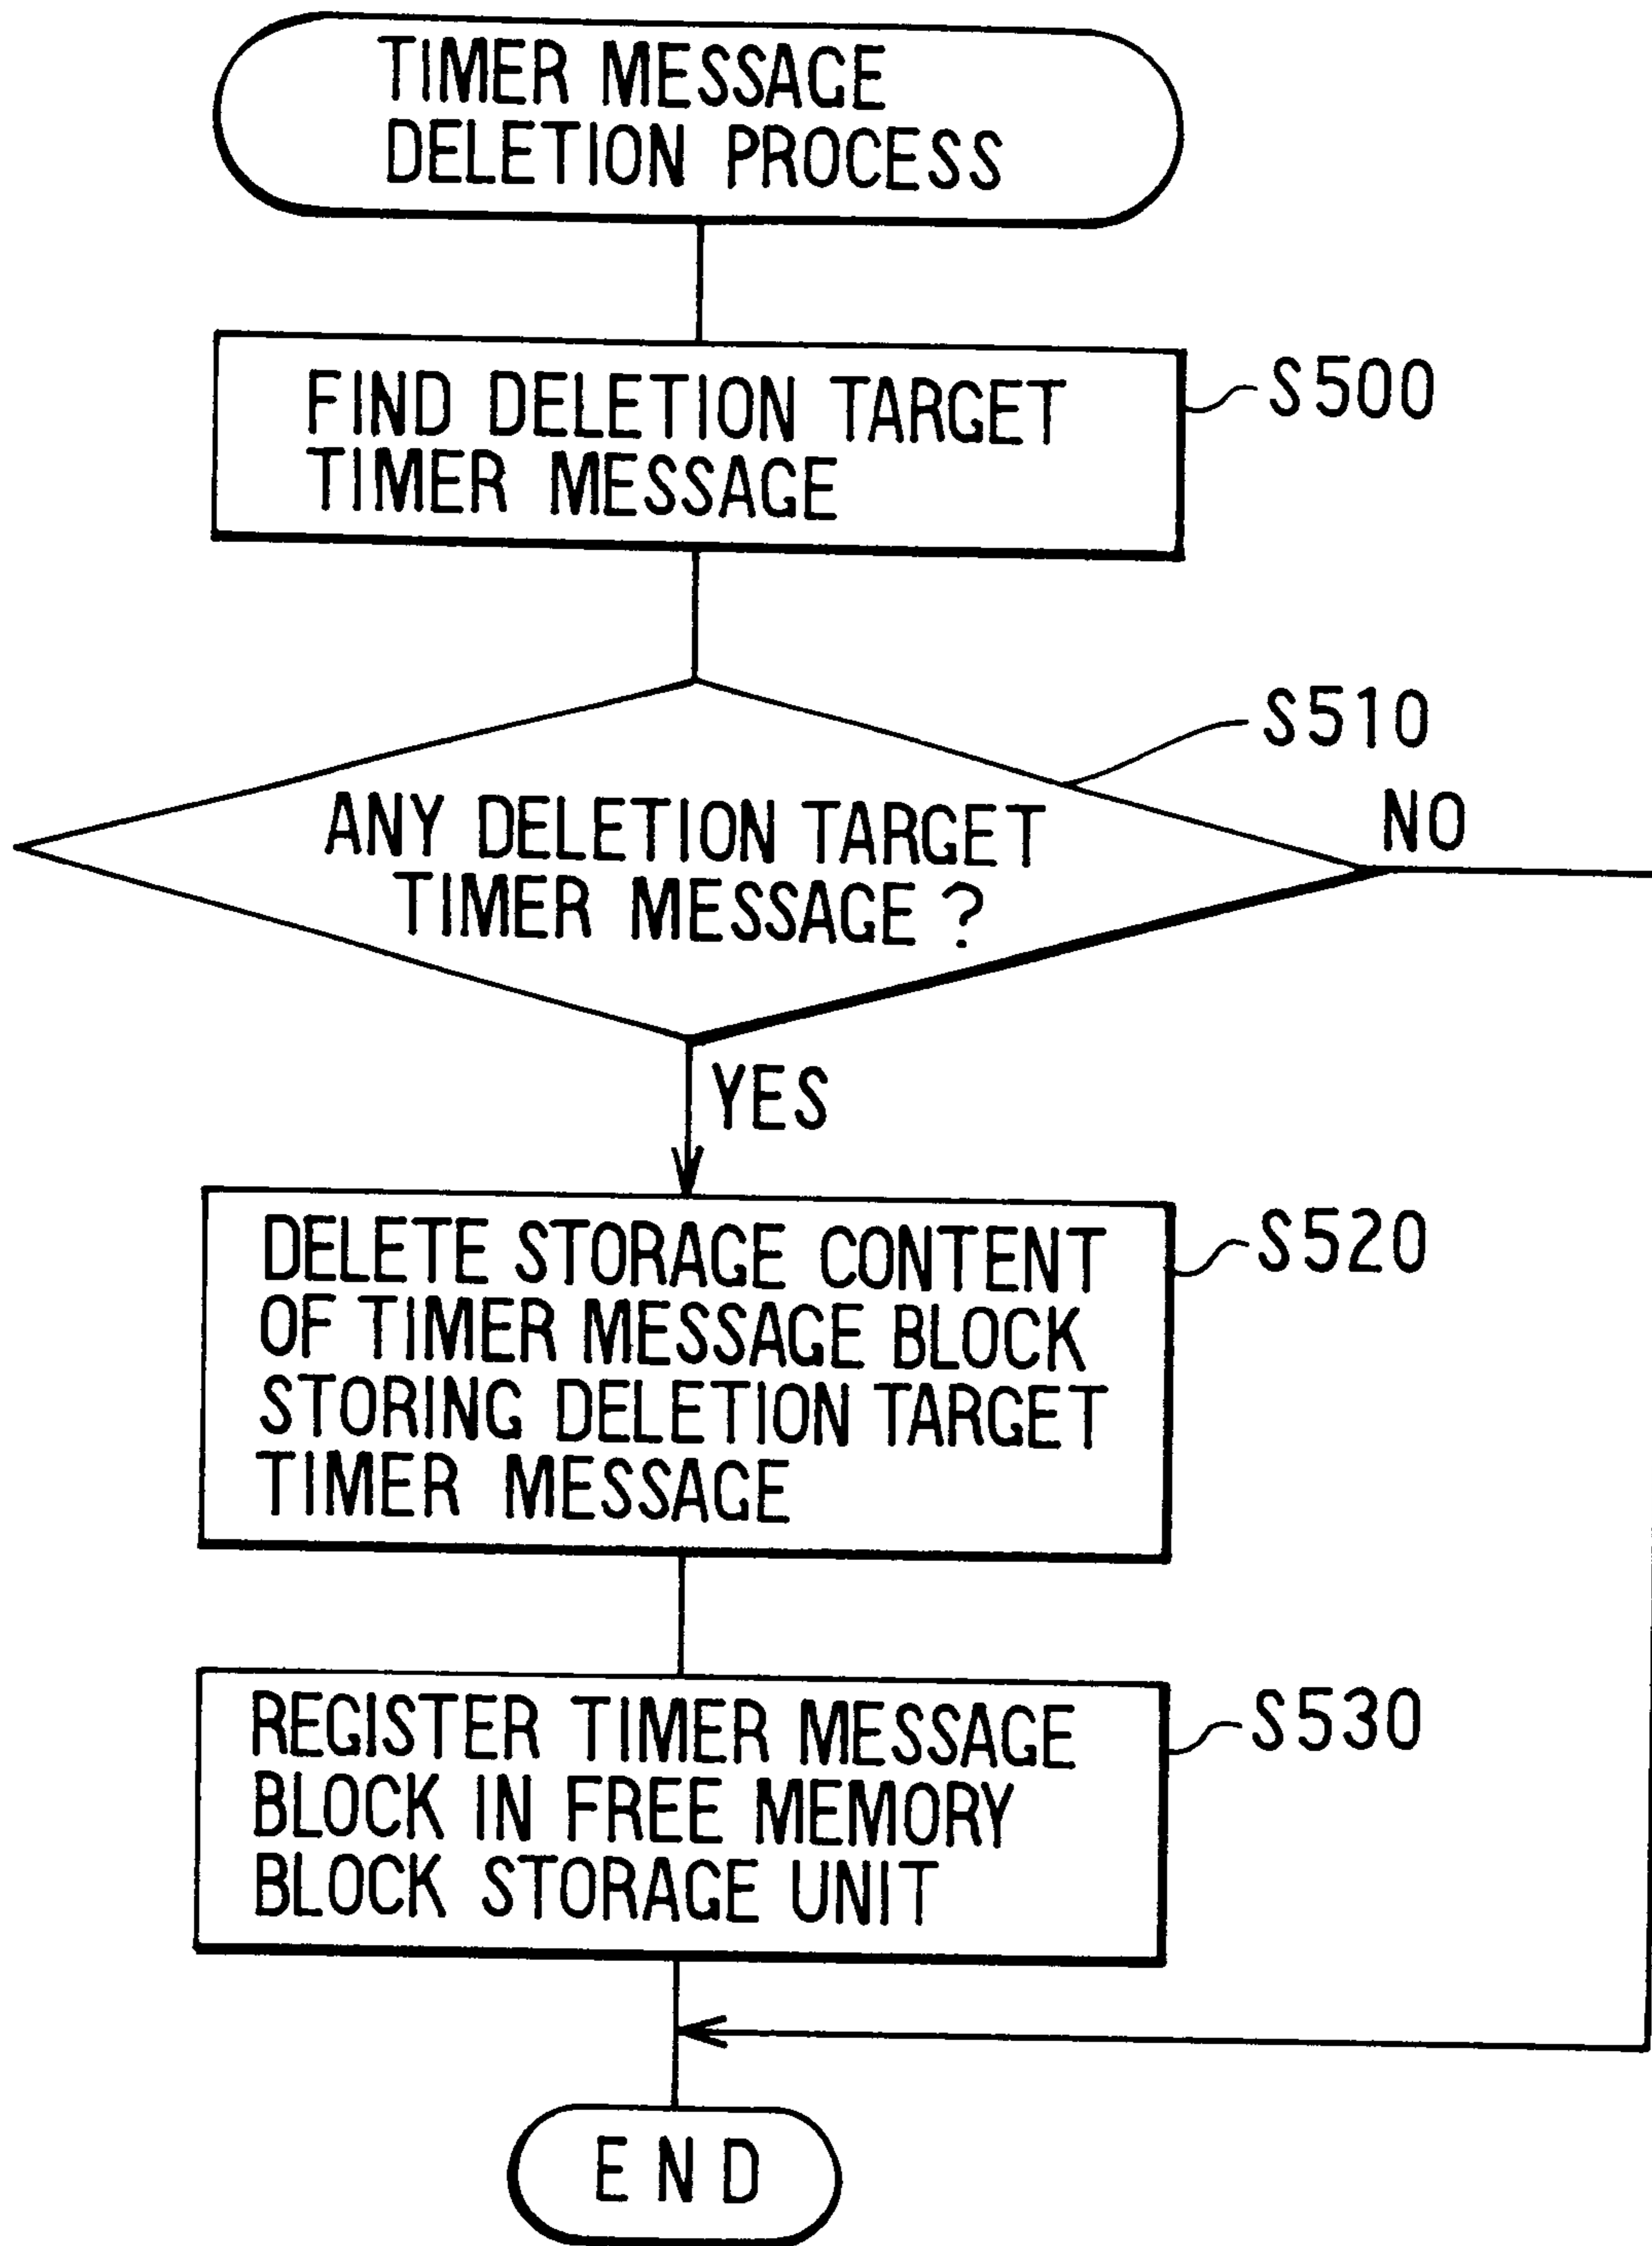 TIMER MESSAGE
DELETION PROCESS
FIND DELETION TARGET
TIMER MESSAGE
S500
S510
ANY DELETION TARGET
TIMER MESSAGE ?
NO
YES
DELETE STORAGE CONTENT
OF TIMER MESSAGE BLOCK
STORING DELETION TARGET
TIMER MESSAGE
S520
REGISTER TIMER MESSAGE
BLOCK IN FREE MEMORY
BLOCK STORAGE UNIT
S530
END